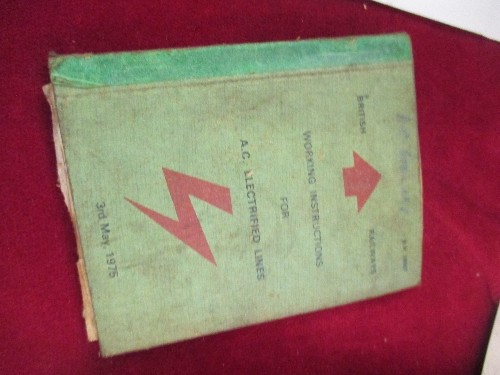 BRITISH RAILWAYS
WORKING INSTRUCTIONS
FOR
A.C. ELECTRIFIED LINES
3rd May, 1975